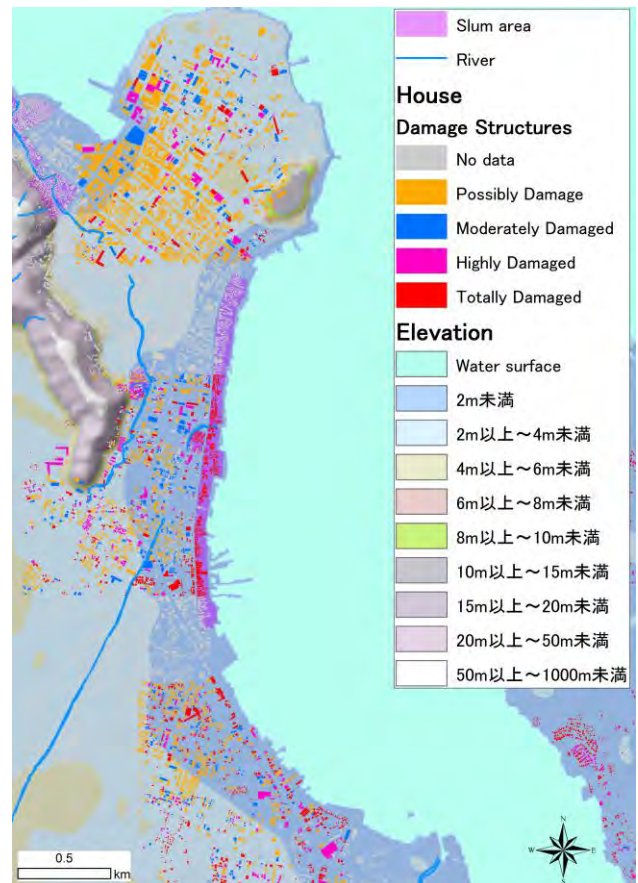 Slum area
River
House
Damage Structures
No data
Possibly Damage
Moderately Damaged
Highly Damaged
Totally Damaged
Elevation
Water surface
2m未満
2m以上～4m未満
4m以上～6m未満
6m以上～8m未満
8m以上～10m未満
10m以上～15m未満
15m以上～20m未満
20m以上～50m未満
50m以上～1000m未満
0.5
km
N
W E
S